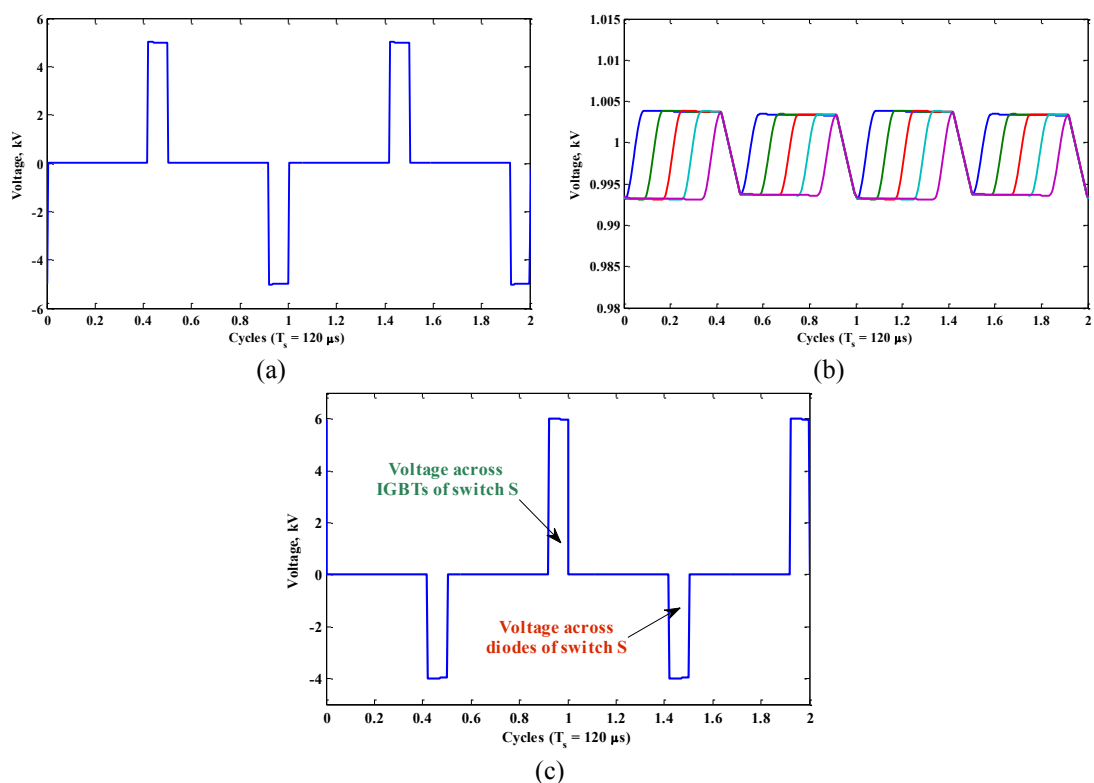 6
4
2
0
-2
-4
-6
Voltage, kV
0 0.2 0.4 0.6 0.8 1 1.2 1.4 1.6 1.8 2
Cycles (Ts = 120 μs)
(a)
1.015
1.01
1.005
1
0.995
0.99
0.985
0.98
Voltage, kV
0 0.2 0.4 0.6 0.8 1 1.2 1.4 1.6 1.8 2
Cycles (Ts = 120 μs)
(b)
6
4
2
0
-2
-4
Voltage, kV
Voltage across
IGBTs of switch S
Voltage across
diodes of switch S
0 0.2 0.4 0.6 0.8 1 1.2 1.4 1.6 1.8 2
Cycles (Ts = 120 μs)
(c)